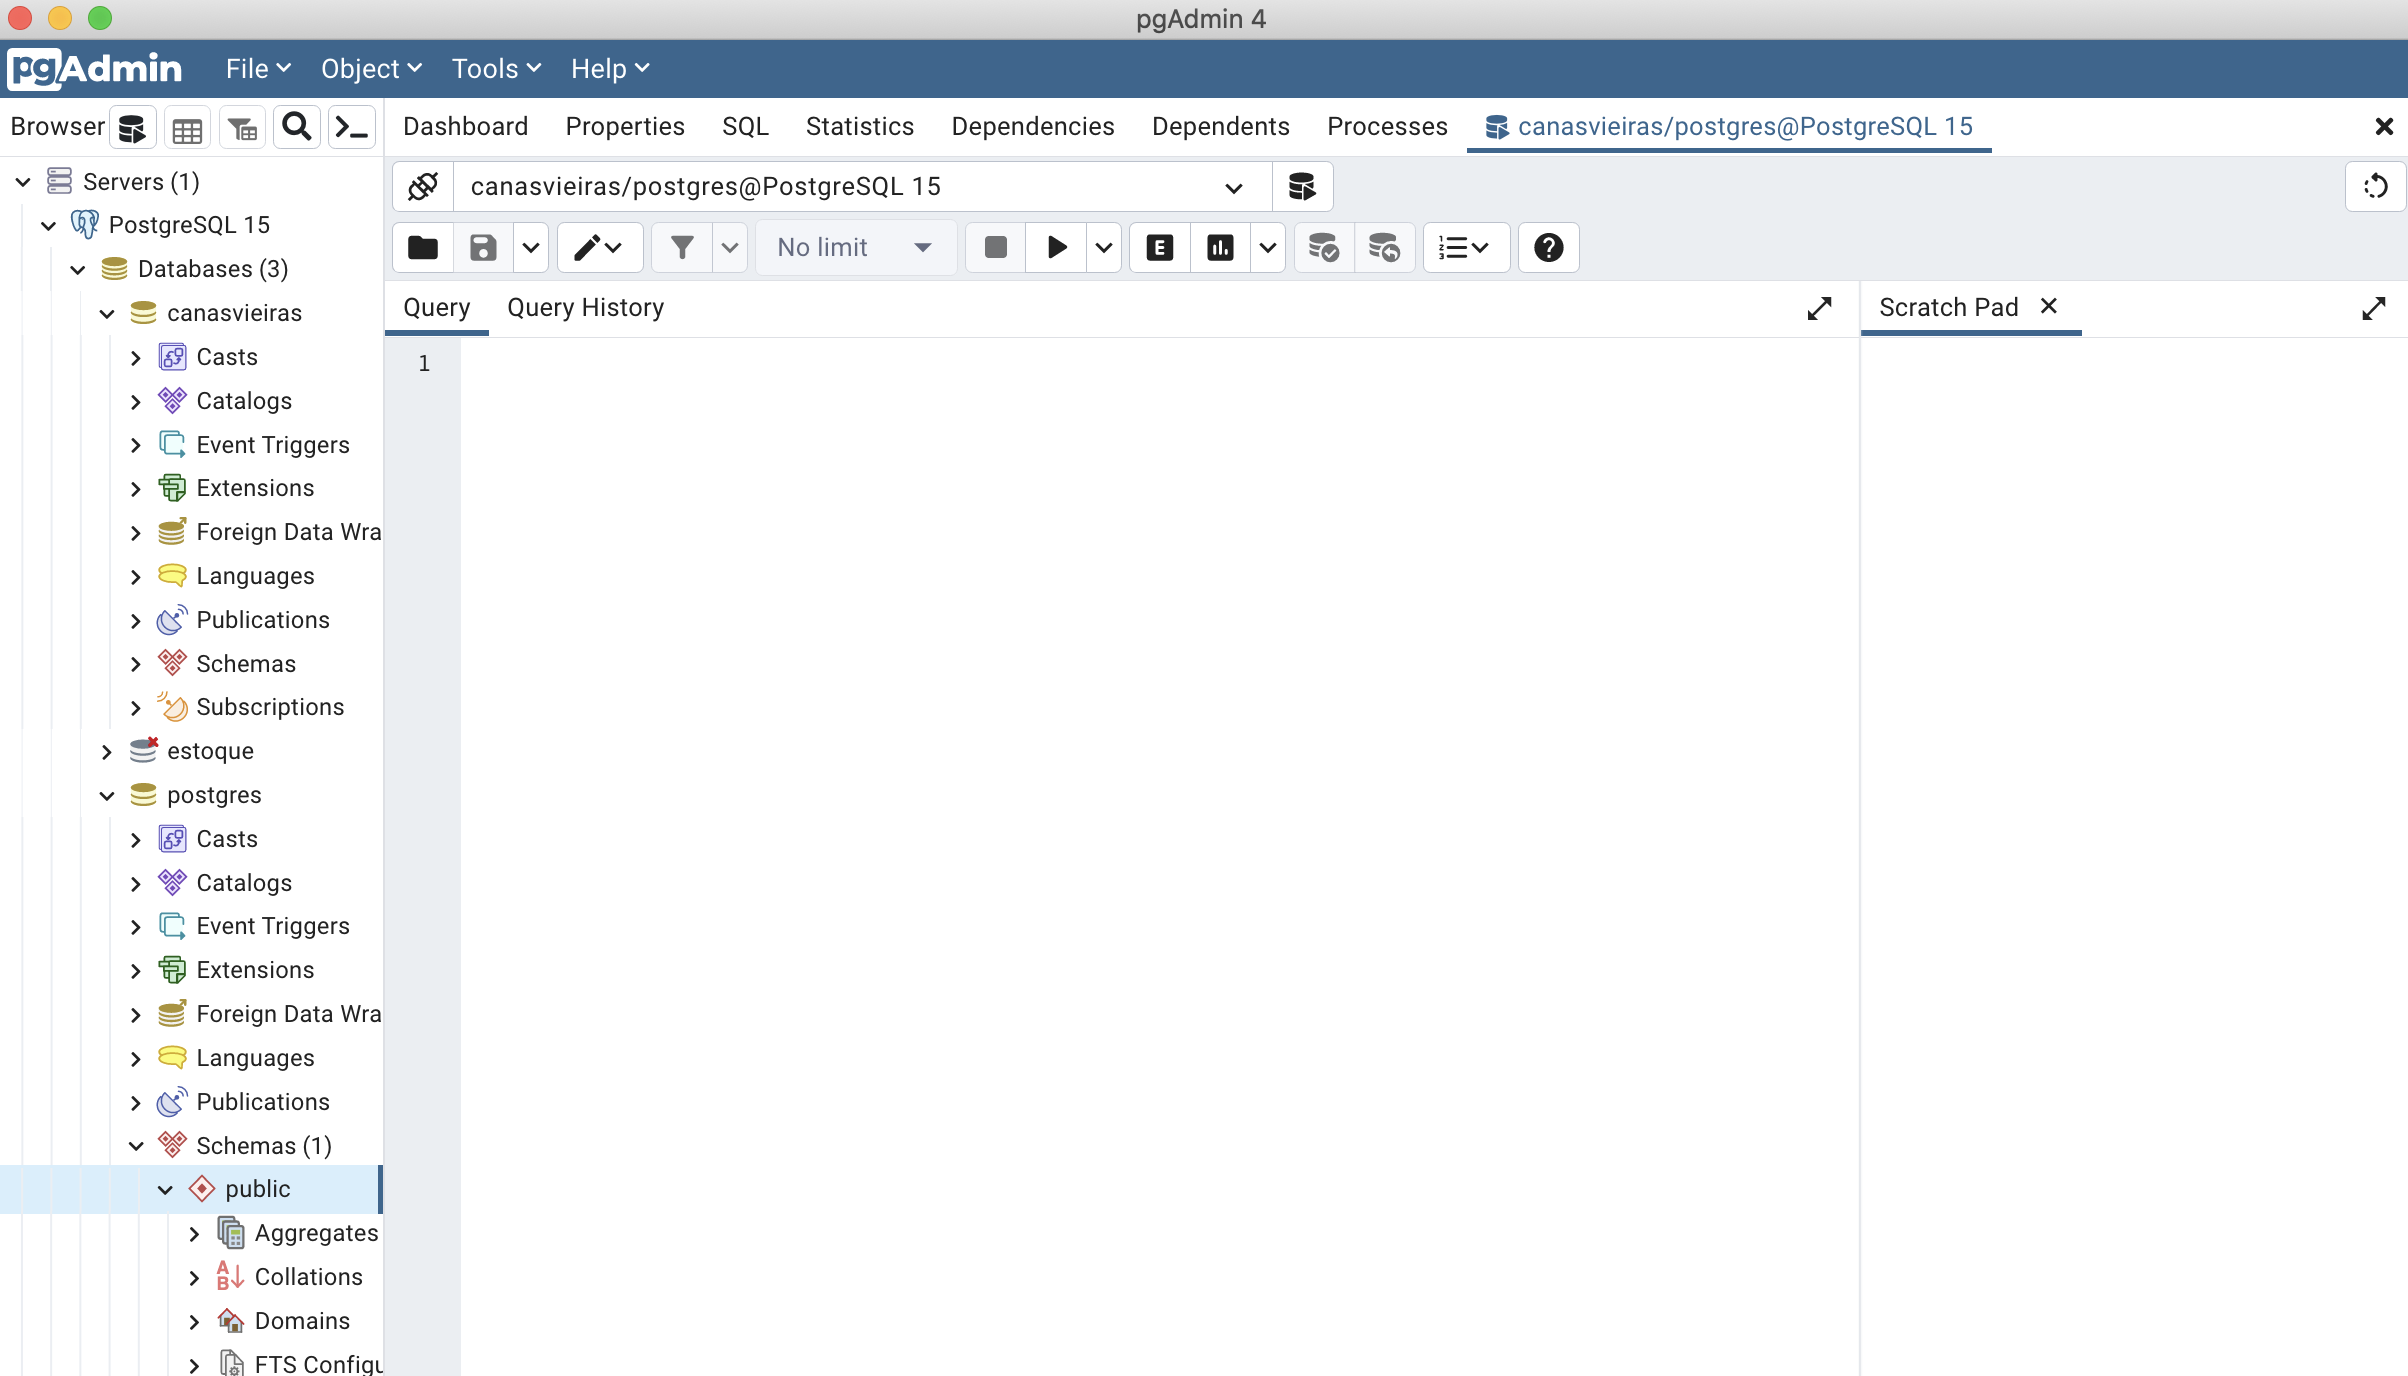 pgAdmin 4
pgAdmin File Object Tools Help
Browser Dashboard Properties SQL Statistics Dependencies Dependents Processes canasvieiras/postgres@PostgreSQL 15
canasvieiras/postgres@PostgreSQL 15
No limit
Query Query History Scratch Pad
1
Servers (1)
PostgreSQL 15
Databases (3)
canasvieiras
Casts
Catalogs
Event Triggers
Extensions
Foreign Data Wra
Languages
Publications
Schemas
Subscriptions
estoque
postgres
Casts
Catalogs
Event Triggers
Extensions
Foreign Data Wra
Languages
Publications
Schemas (1)
public
Aggregates
Collations
Domains
FTS Configu